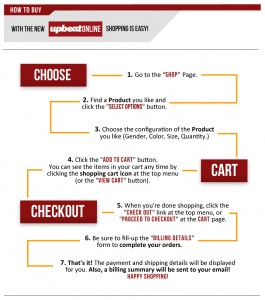 HOW TO BUY
WITH THE NEW upbeatONLINE SHOPPING IS EASY!
CHOOSE
1. Go to the "SHOP" Page.
2. Find a Product you like and
click the "SELECT OPTIONS" button.
3. Choose the configuration of the Product
you like (Gender, Color, Size, Quantity.)
4. Click the "ADD TO CART" button.
You can see the items in your cart any time by
clicking the shopping cart icon at the top menu
(or the "VIEW CART" button).
CART
CHECKOUT
5. When you're done shopping, click the
"CHECK OUT" link at the top menu, or
"PROCEED TO CHECKOUT" at the CART page.
6. Be sure to fill-up the "BILLING DETAILS"
form to complete your orders.
7. That's it! The payment and shipping details will be displayed
for you. Also, a billing summary will be sent to your email!
HAPPY SHOPPING!